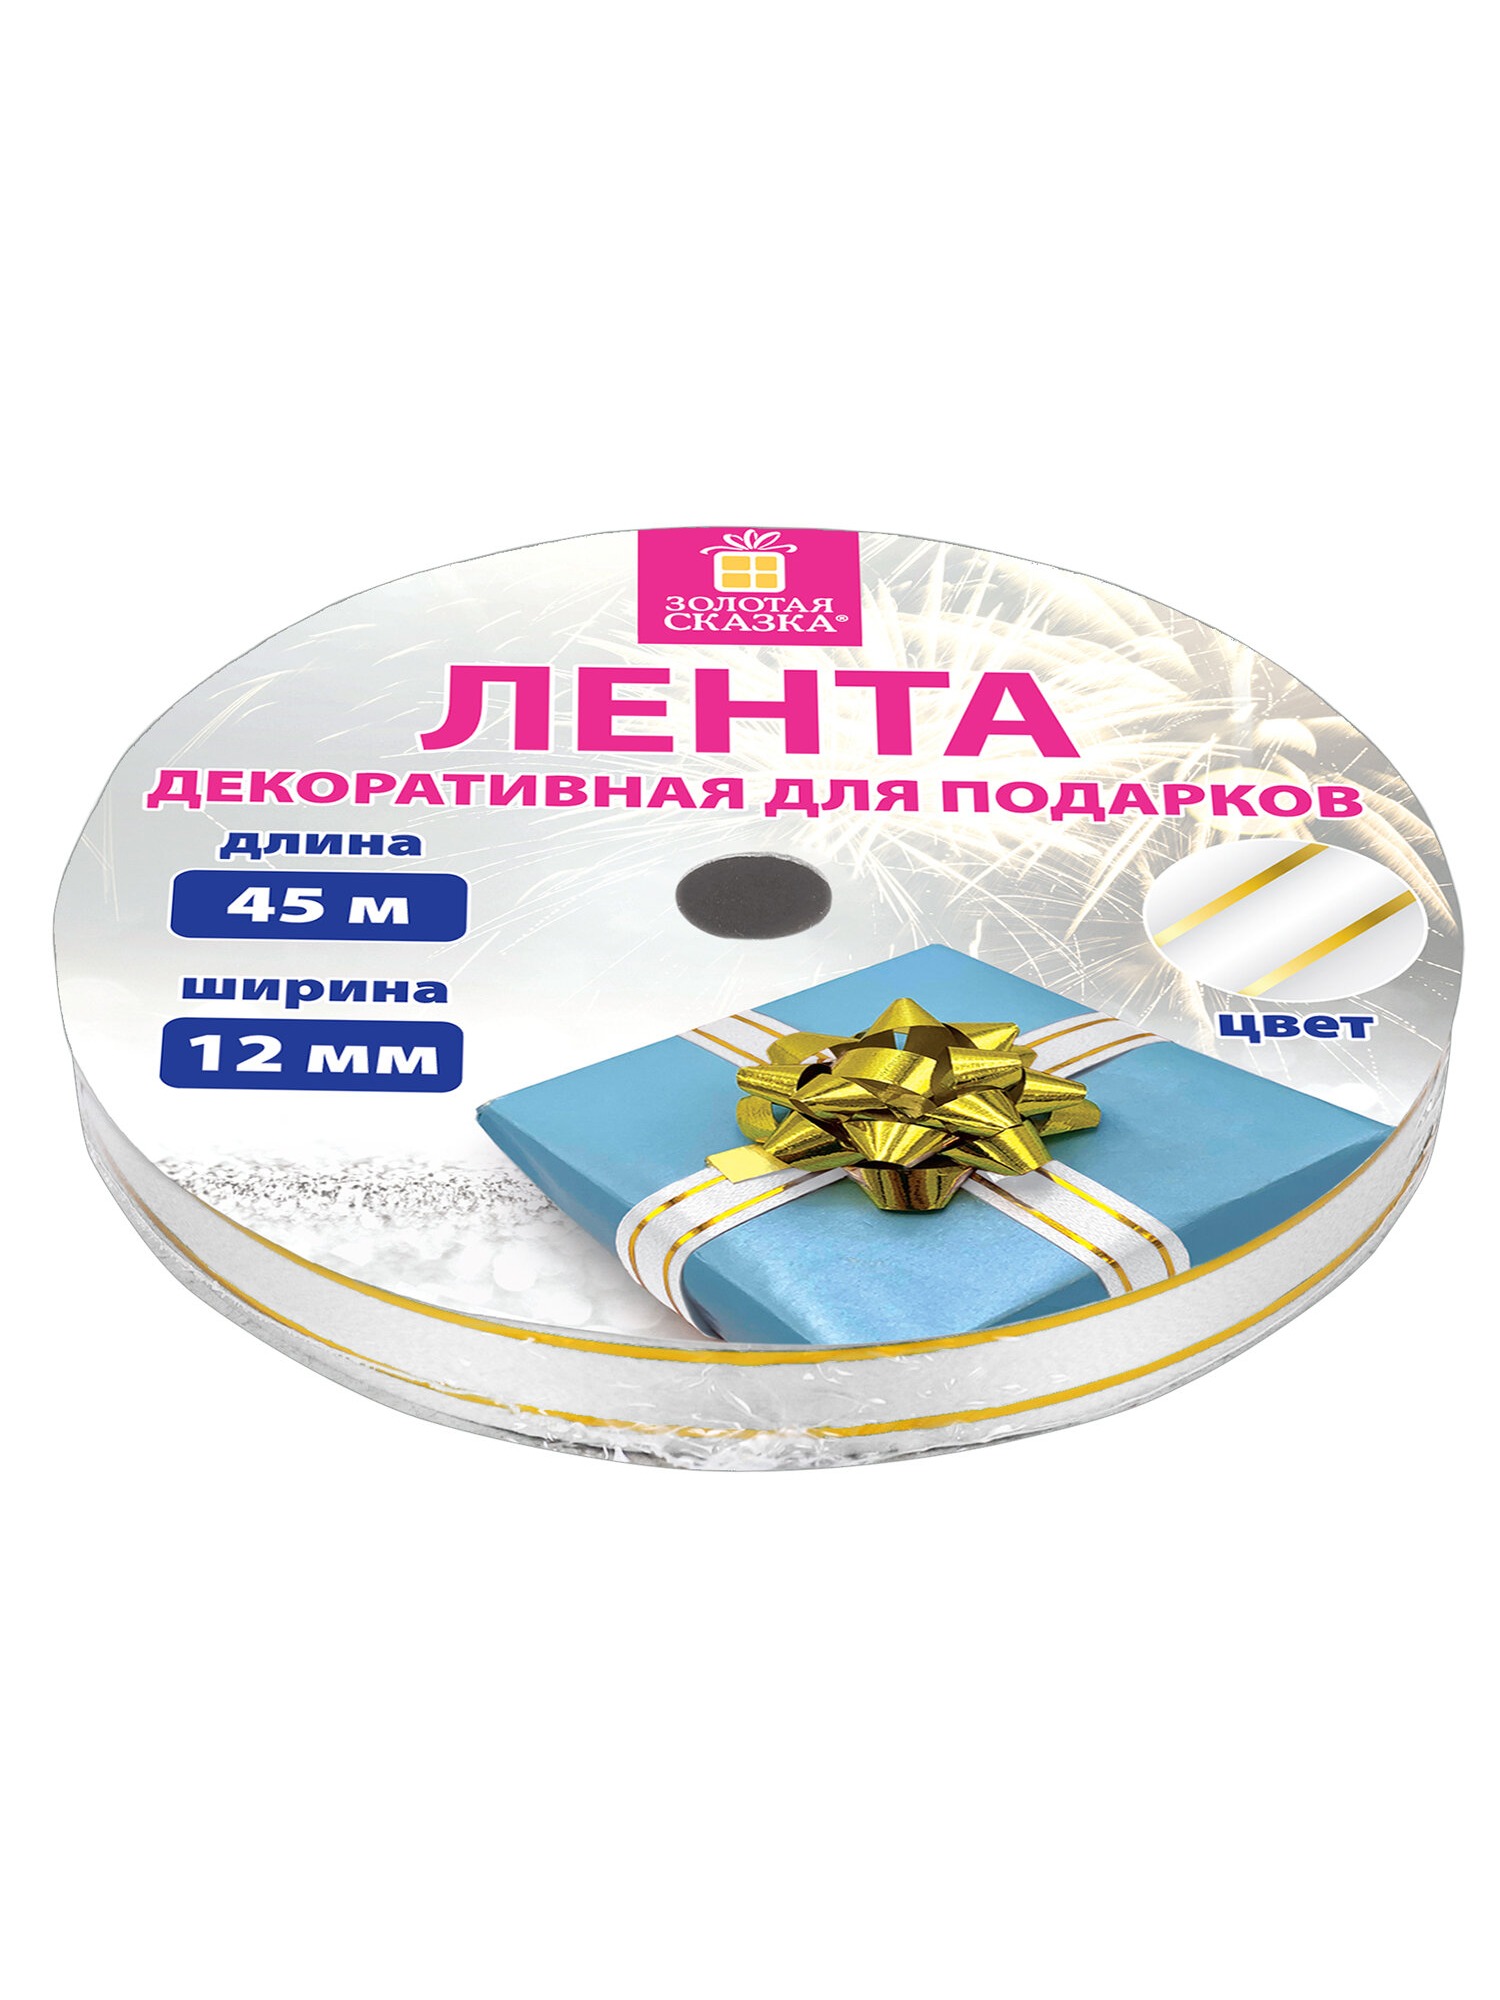 ЗОЛОТАЯ
СКАЗКА®
ЛЕНТА
ДЕКОРАТИВНАЯ ДЛЯ ПОДАРКОВ
длина
45 м
ширина
12 мм
цвет